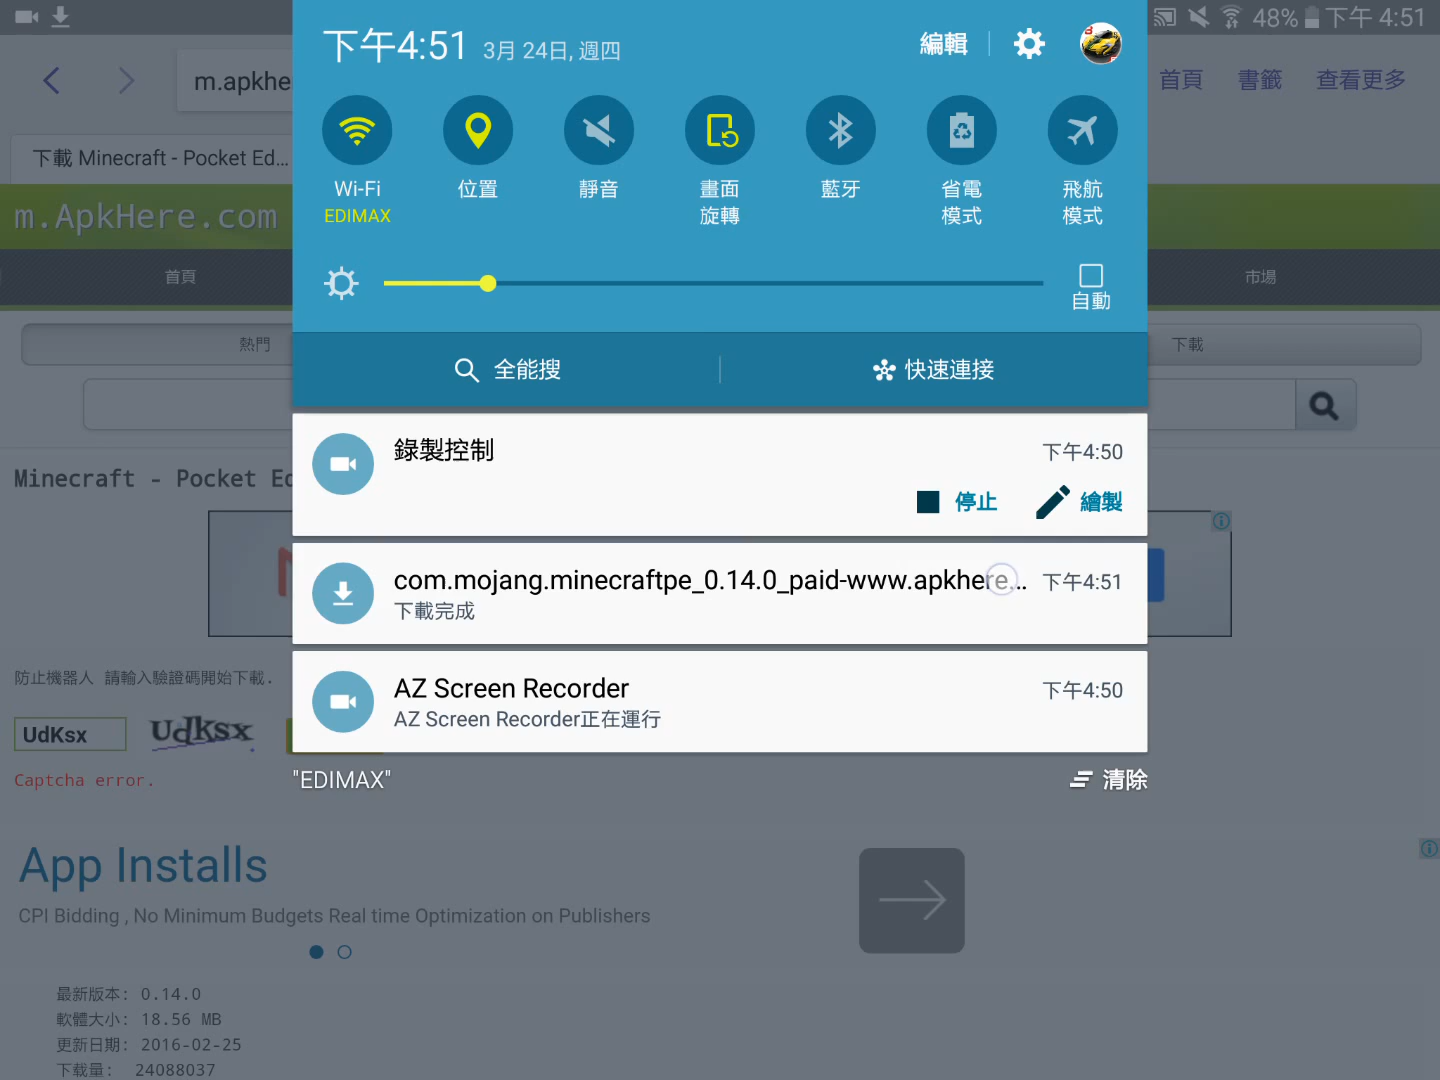 48% 下午 4:51
下午4:51 3月 24日, 週四
編輯
m.apkhe
首頁 書籤 查看更多
下載 Minecraft - Pocket Ed...
Wi-Fi
EDIMAX
位置
靜音
畫面
旋轉
藍牙
省電
模式
飛航
模式
m.ApkHere.com
首頁
市場
自動
熱門
下載
全能搜
快速連接
錄製控制
下午4:50
停止
繪製
Minecraft - Pocket Ed
com.mojang.minecraftpe_0.14.0_paid-www.apkhere...
下午4:51
下載完成
防止機器人 請輸入驗證碼開始下載.
AZ Screen Recorder
下午4:50
AZ Screen Recorder正在運行
UdKsx
Udksx
Captcha error.
"EDIMAX"
清除
App Installs
CPI Bidding , No Minimum Budgets Real time Optimization on Publishers
最新版本: 0.14.0
軟體大小: 18.56 MB
更新日期: 2016-02-25
下载量: 24088037